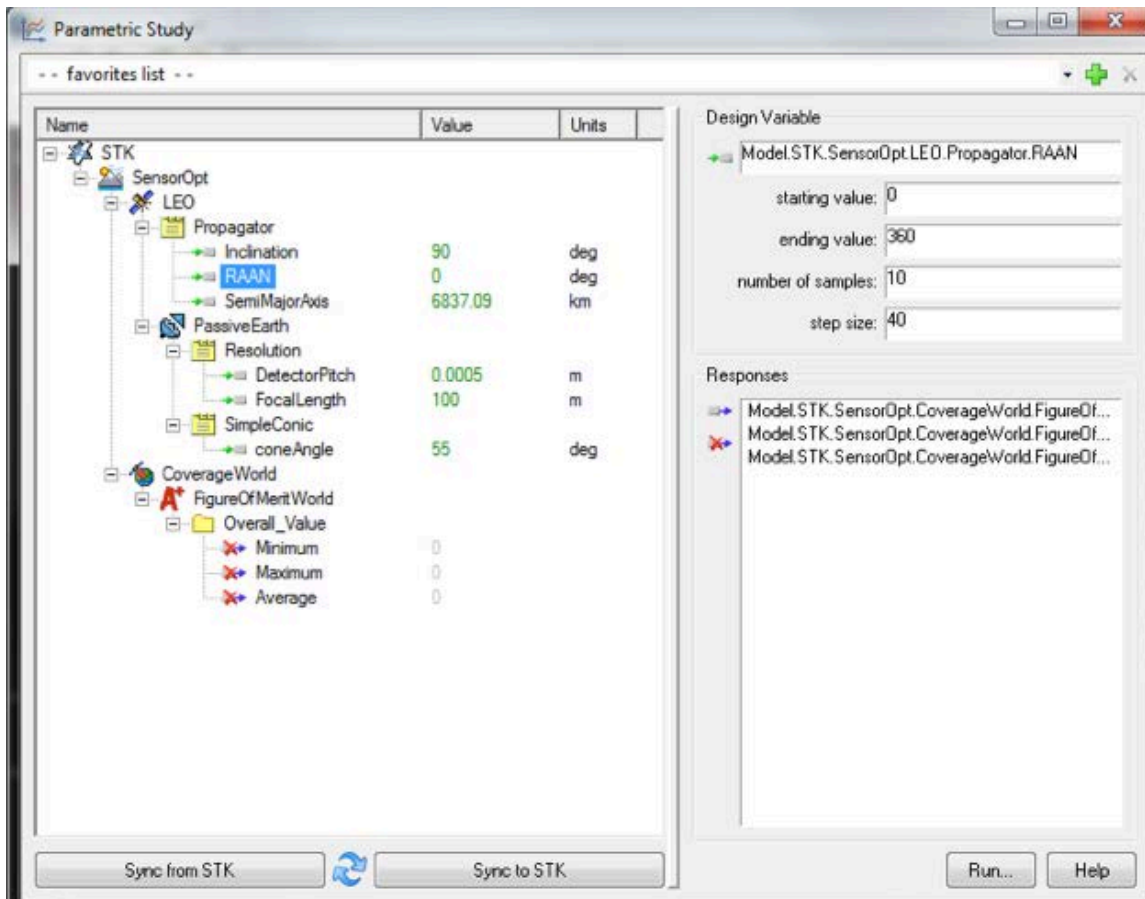 Parametric Study
- - favorites list - -
Name Value Units
STK
SensorOpt
LEO
Propagator
Inclination 90 deg
RAAN 0 deg
SemiMajorAxis 6837.09 km
PassiveEarth
Resolution
DetectorPitch 0.0005 m
FocalLength 100 m
SimpleConic
coneAngle 55 deg
CoverageWorld
FigureOfMeritWorld
Overall_Value
Minimum 0
Maximum 0
Average 0
Sync from STK
Sync to STK
Design Variable
Model.STK.SensorOpt.LEO.Propagator.RAAN
starting value: 0
ending value: 360
number of samples: 10
step size: 40
Responses
Model.STK.SensorOpt.CoverageWorld.FigureOf...
Model.STK.SensorOpt.CoverageWorld.FigureOf...
Model.STK.SensorOpt.CoverageWorld.FigureOf...
Run...
Help